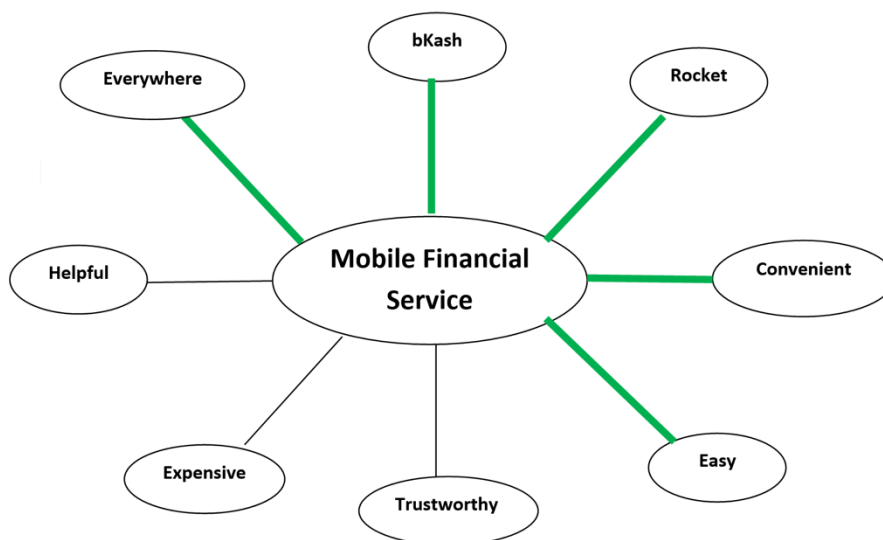 bKash
Everywhere
Rocket
Mobile Financial
Service
Helpful
Convenient
Expensive
Easy
Trustworthy